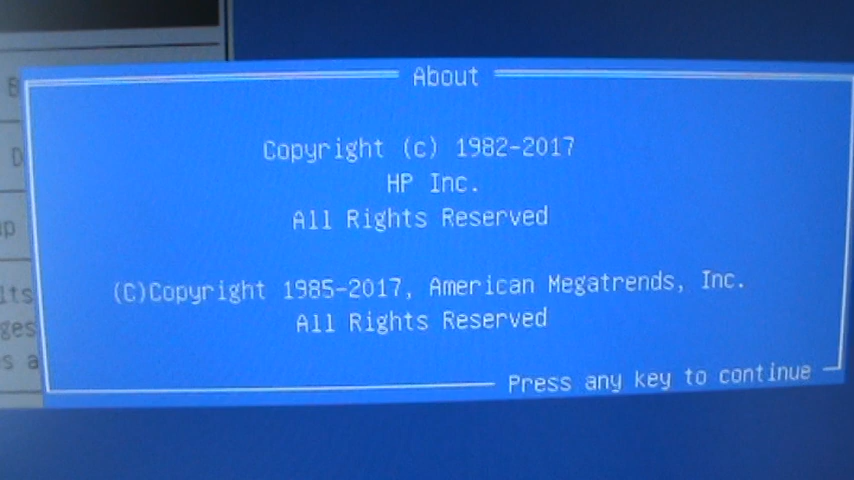 About
Copyright (c) 1982-2017
HP Inc.
All Rights Reserved
(C)Copyright 1985-2017, American Megatrends, Inc.
All Rights Reserved
Press any key to continue